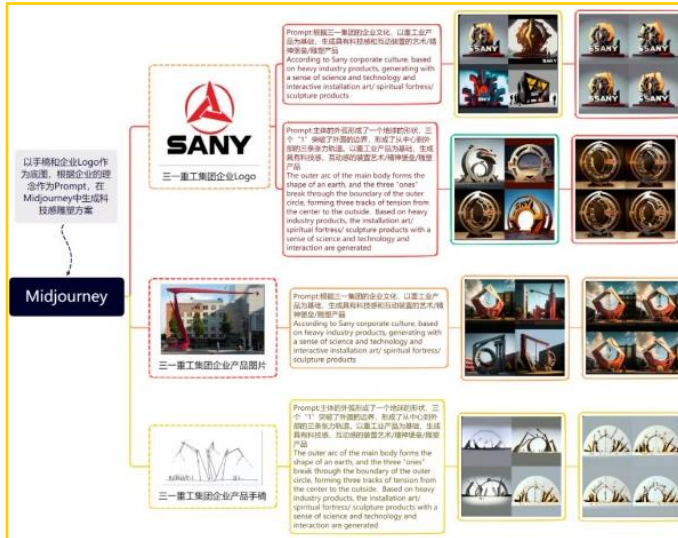 Prompt:根据三一集团的企业文化，以重工业产
品为基础，生成具有科技感和互动装置的艺术/精
神堡垒/雕塑产品
According to Sany corporate culture, based
on heavy industry products, generating with
a sense of science and technology and
interactive installation art/ spiritual fortress/
sculpture products
SANY
三一重工集团企业Logo
Prompt:主体的外弧形成了一个地球的形状，三
个“1”突破了外圆的边界，形成了从中心到外
部的三条张力轨道。以重工业产品为基础，生成
具有科技感、互动感的装置艺术/精神堡垒/雕塑
产品
The outer arc of the main body forms the
shape of an earth, and the three "ones"
break through the boundary of the outer
circle, forming three tracks of tension from
the center to the outside. Based on heavy
industry products, the installation art/
spiritual fortress/ sculpture products with a
sense of science and technology and
interaction are generated
以手稿和企业Logo作
为底图，根据企业的理
念作为Prompt，在
Midjourney中生成科
技感雕塑方案
Midjourney
三一重工集团企业产品图片
Prompt:根据三一集团的企业文化，以重工业产
品为基础，生成具有科技感和互动装置的艺术/精
神堡垒/雕塑产品
According to Sany corporate culture, based
on heavy industry products, generating with
a sense of science and technology and
interactive installation art/ spiritual fortress/
sculpture products
三一重工集团企业产品手稿
Prompt:主体的外弧形成了一个地球的形状，三
个“1”突破了外圆的边界，形成了从中心到外
部的三条张力轨道。以重工业产品为基础，生成
具有科技感、互动感的装置艺术/精神堡垒/雕塑
产品
The outer arc of the main body forms the
shape of an earth, and the three "ones"
break through the boundary of the outer
circle, forming three tracks of tension from
the center to the outside. Based on heavy
industry products, the installation art/
spiritual fortress/ sculpture products with a
sense of science and technology and
interaction are generated